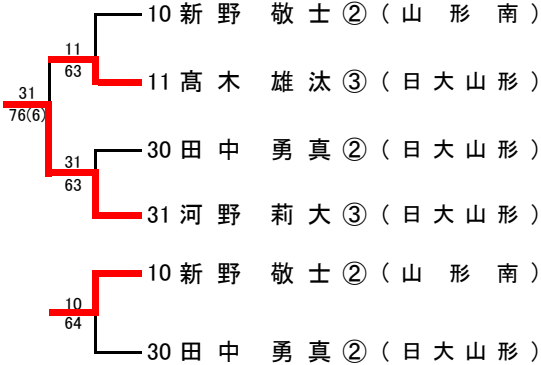 10 新野 敬士② (山形南)
11
63
11 髙木 雄汰③ (日大山形)
31
76(6)
30 田中 勇真② (日大山形)
31
63
31 河野 莉大③ (日大山形)
10 新野 敬士② (山形南)
10
64
30 田中 勇真② (日大山形)